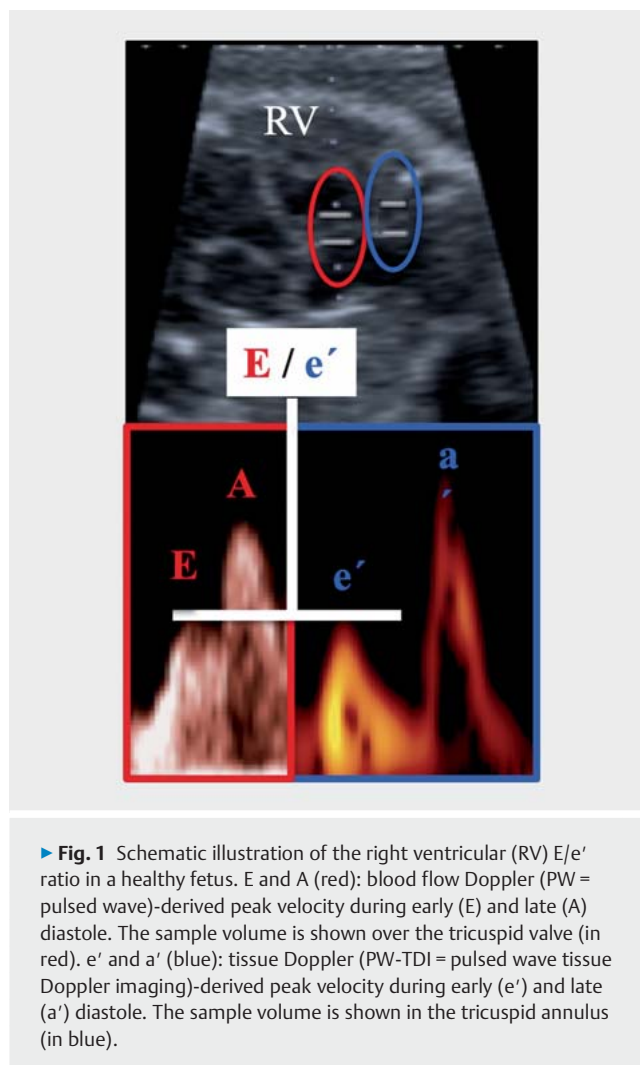 RV
E / e´
a
´
A
E
e´
► Fig. 1 Schematic illustration of the right ventricular (RV) E/e′
ratio in a healthy fetus. E and A (red): blood flow Doppler (PW =
pulsed wave)-derived peak velocity during early (E) and late (A)
diastole. The sample volume is shown over the tricuspid valve (in
red). e′ and a′ (blue): tissue Doppler (PW-TDI = pulsed wave tissue
Doppler imaging)-derived peak velocity during early (e′) and late
(a′) diastole. The sample volume is shown in the tricuspid annulus
(in blue).